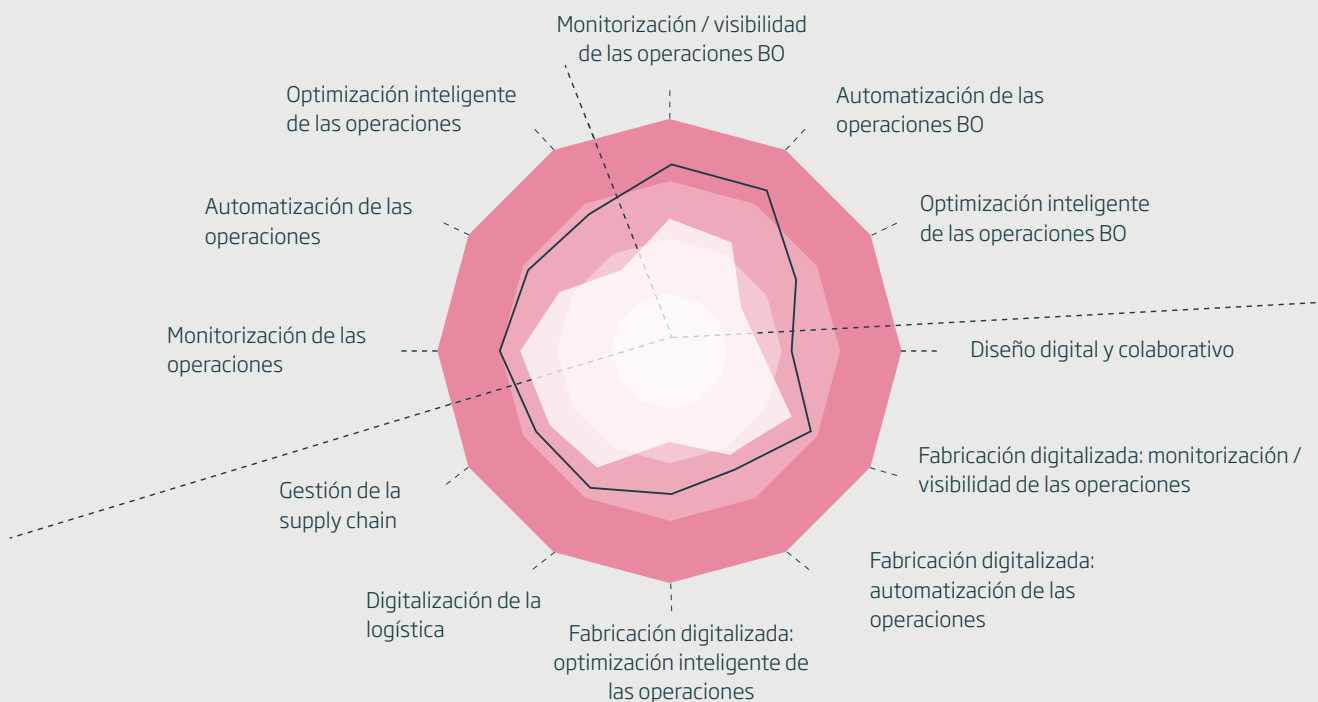 Monitorización / visibilidad
de las operaciones BO
Automatización de las
operaciones BO
Optimización inteligente
de las operaciones BO
Diseño digital y colaborativo
Fabricación digitalizada: monitorización /
visibilidad de las operaciones
Fabricación digitalizada:
automatización de las
operaciones
Fabricación digitalizada:
optimización inteligente de
las operaciones
Digitalización de la
logística
Gestión de la
supply chain
Monitorización de las
operaciones
Automatización de las
operaciones
Optimización inteligente
de las operaciones